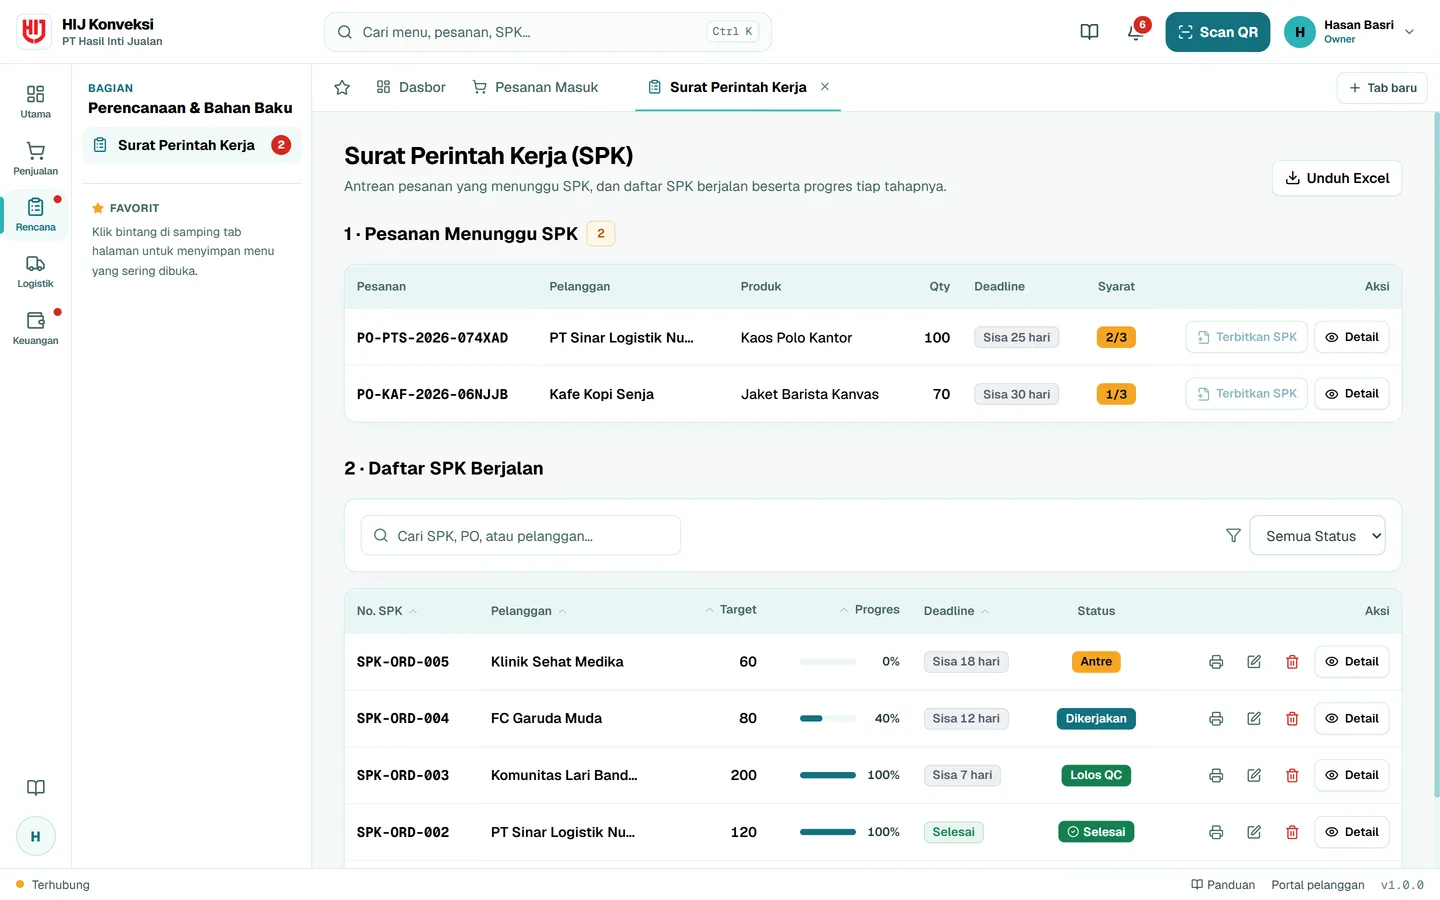 HIJ
HIJ Konveksi
PT Hasil Inti Jualan
Cari menu, pesanan, SPK...
Ctrl K
6
Scan QR
H
Hasan Basri
Owner
Utama
Penjualan
Rencana
Logistik
Keuangan
H
BAGIAN
Perencanaan & Bahan Baku
Surat Perintah Kerja 2
FAVORIT
Klik bintang di samping tab
halaman untuk menyimpan menu
yang sering dibuka.
Dasbor
Pesanan Masuk
Surat Perintah Kerja
Tab baru
Surat Perintah Kerja (SPK)
Antrean pesanan yang menunggu SPK, dan daftar SPK berjalan beserta progres tiap tahapnya.
Unduh Excel
1 · Pesanan Menunggu SPK 2
Pesanan Pelanggan Produk Qty Deadline Syarat Aksi
PO-PTS-2026-074XAD PT Sinar Logistik Nu... Kaos Polo Kantor 100 Sisa 25 hari 2/3 Terbitkan SPK Detail
PO-KAF-2026-06NJJB Kafe Kopi Senja Jaket Barista Kanvas 70 Sisa 30 hari 1/3 Terbitkan SPK Detail
2 · Daftar SPK Berjalan
Cari SPK, PO, atau pelanggan...
Semua Status
No. SPK Pelanggan Target Progres Deadline Status Aksi
SPK-ORD-005 Klinik Sehat Medika 60 0% Sisa 18 hari Antre Detail
SPK-ORD-004 FC Garuda Muda 80 40% Sisa 12 hari Dikerjakan Detail
SPK-ORD-003 Komunitas Lari Band... 200 100% Sisa 7 hari Lolos QC Detail
SPK-ORD-002 PT Sinar Logistik Nu... 120 100% Selesai Selesai Detail
Terhubung
Panduan
Portal pelanggan
v1.0.0